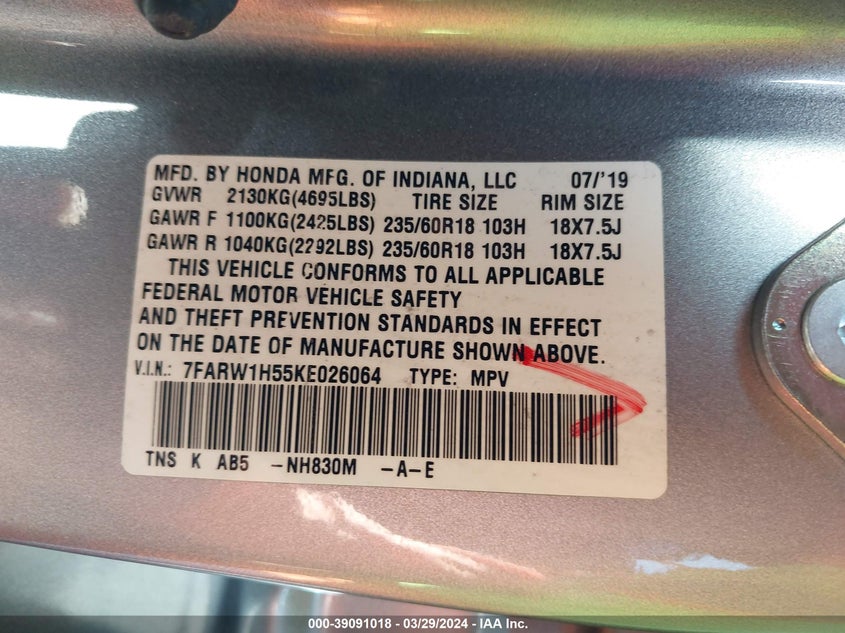 MFD. BY HONDA MFG. OF INDIANA, LLC 07/'19
GVWR 2130KG(4695LBS) TIRE SIZE RIM SIZE
GAWR F 1100KG(2425LBS) 235/60R18 103H 18X7.5J
GAWR R 1040KG(2292LBS) 235/60R18 103H 18X7.5J
THIS VEHICLE CONFORMS TO ALL APPLICABLE
FEDERAL MOTOR VEHICLE SAFETY
AND THEFT PREVENTION STANDARDS IN EFFECT
ON THE DATE OF MANUFACTURE SHOWN ABOVE.
V.I.N.: 7FARW1H55KE026064 TYPE: MPV
TNS K AB5 -NH830M -A-E
000-39091018 / 03/29/2024 - IAA Inc.